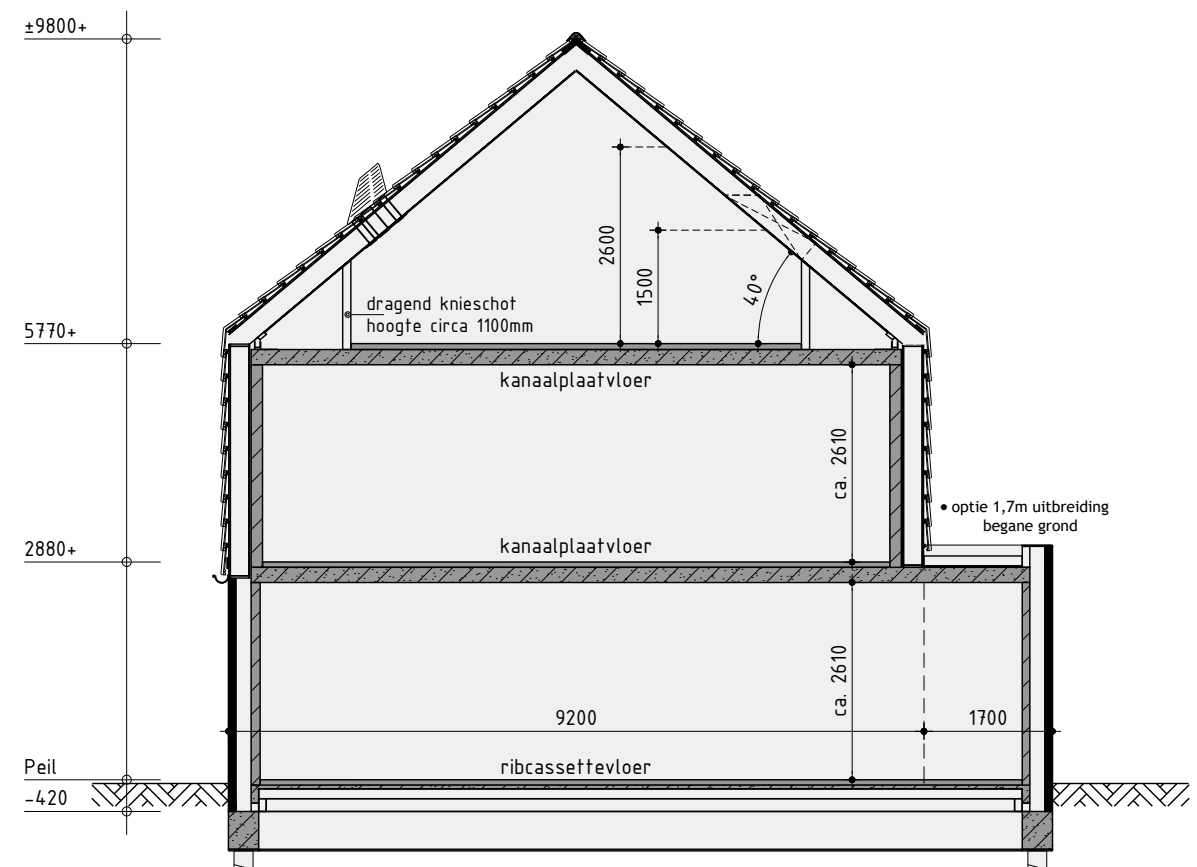 ±9800+
2600
1500
40°
dragend knieschot
hoogte circa 1100mm
5770+
kanaalplaatvloer
ca. 2610
• optie 1,7m uitbreiding
begane grond
kanaalplaatvloer
2880+
ca. 2610
9200
1700
Peil
ribcassettevloer
-420